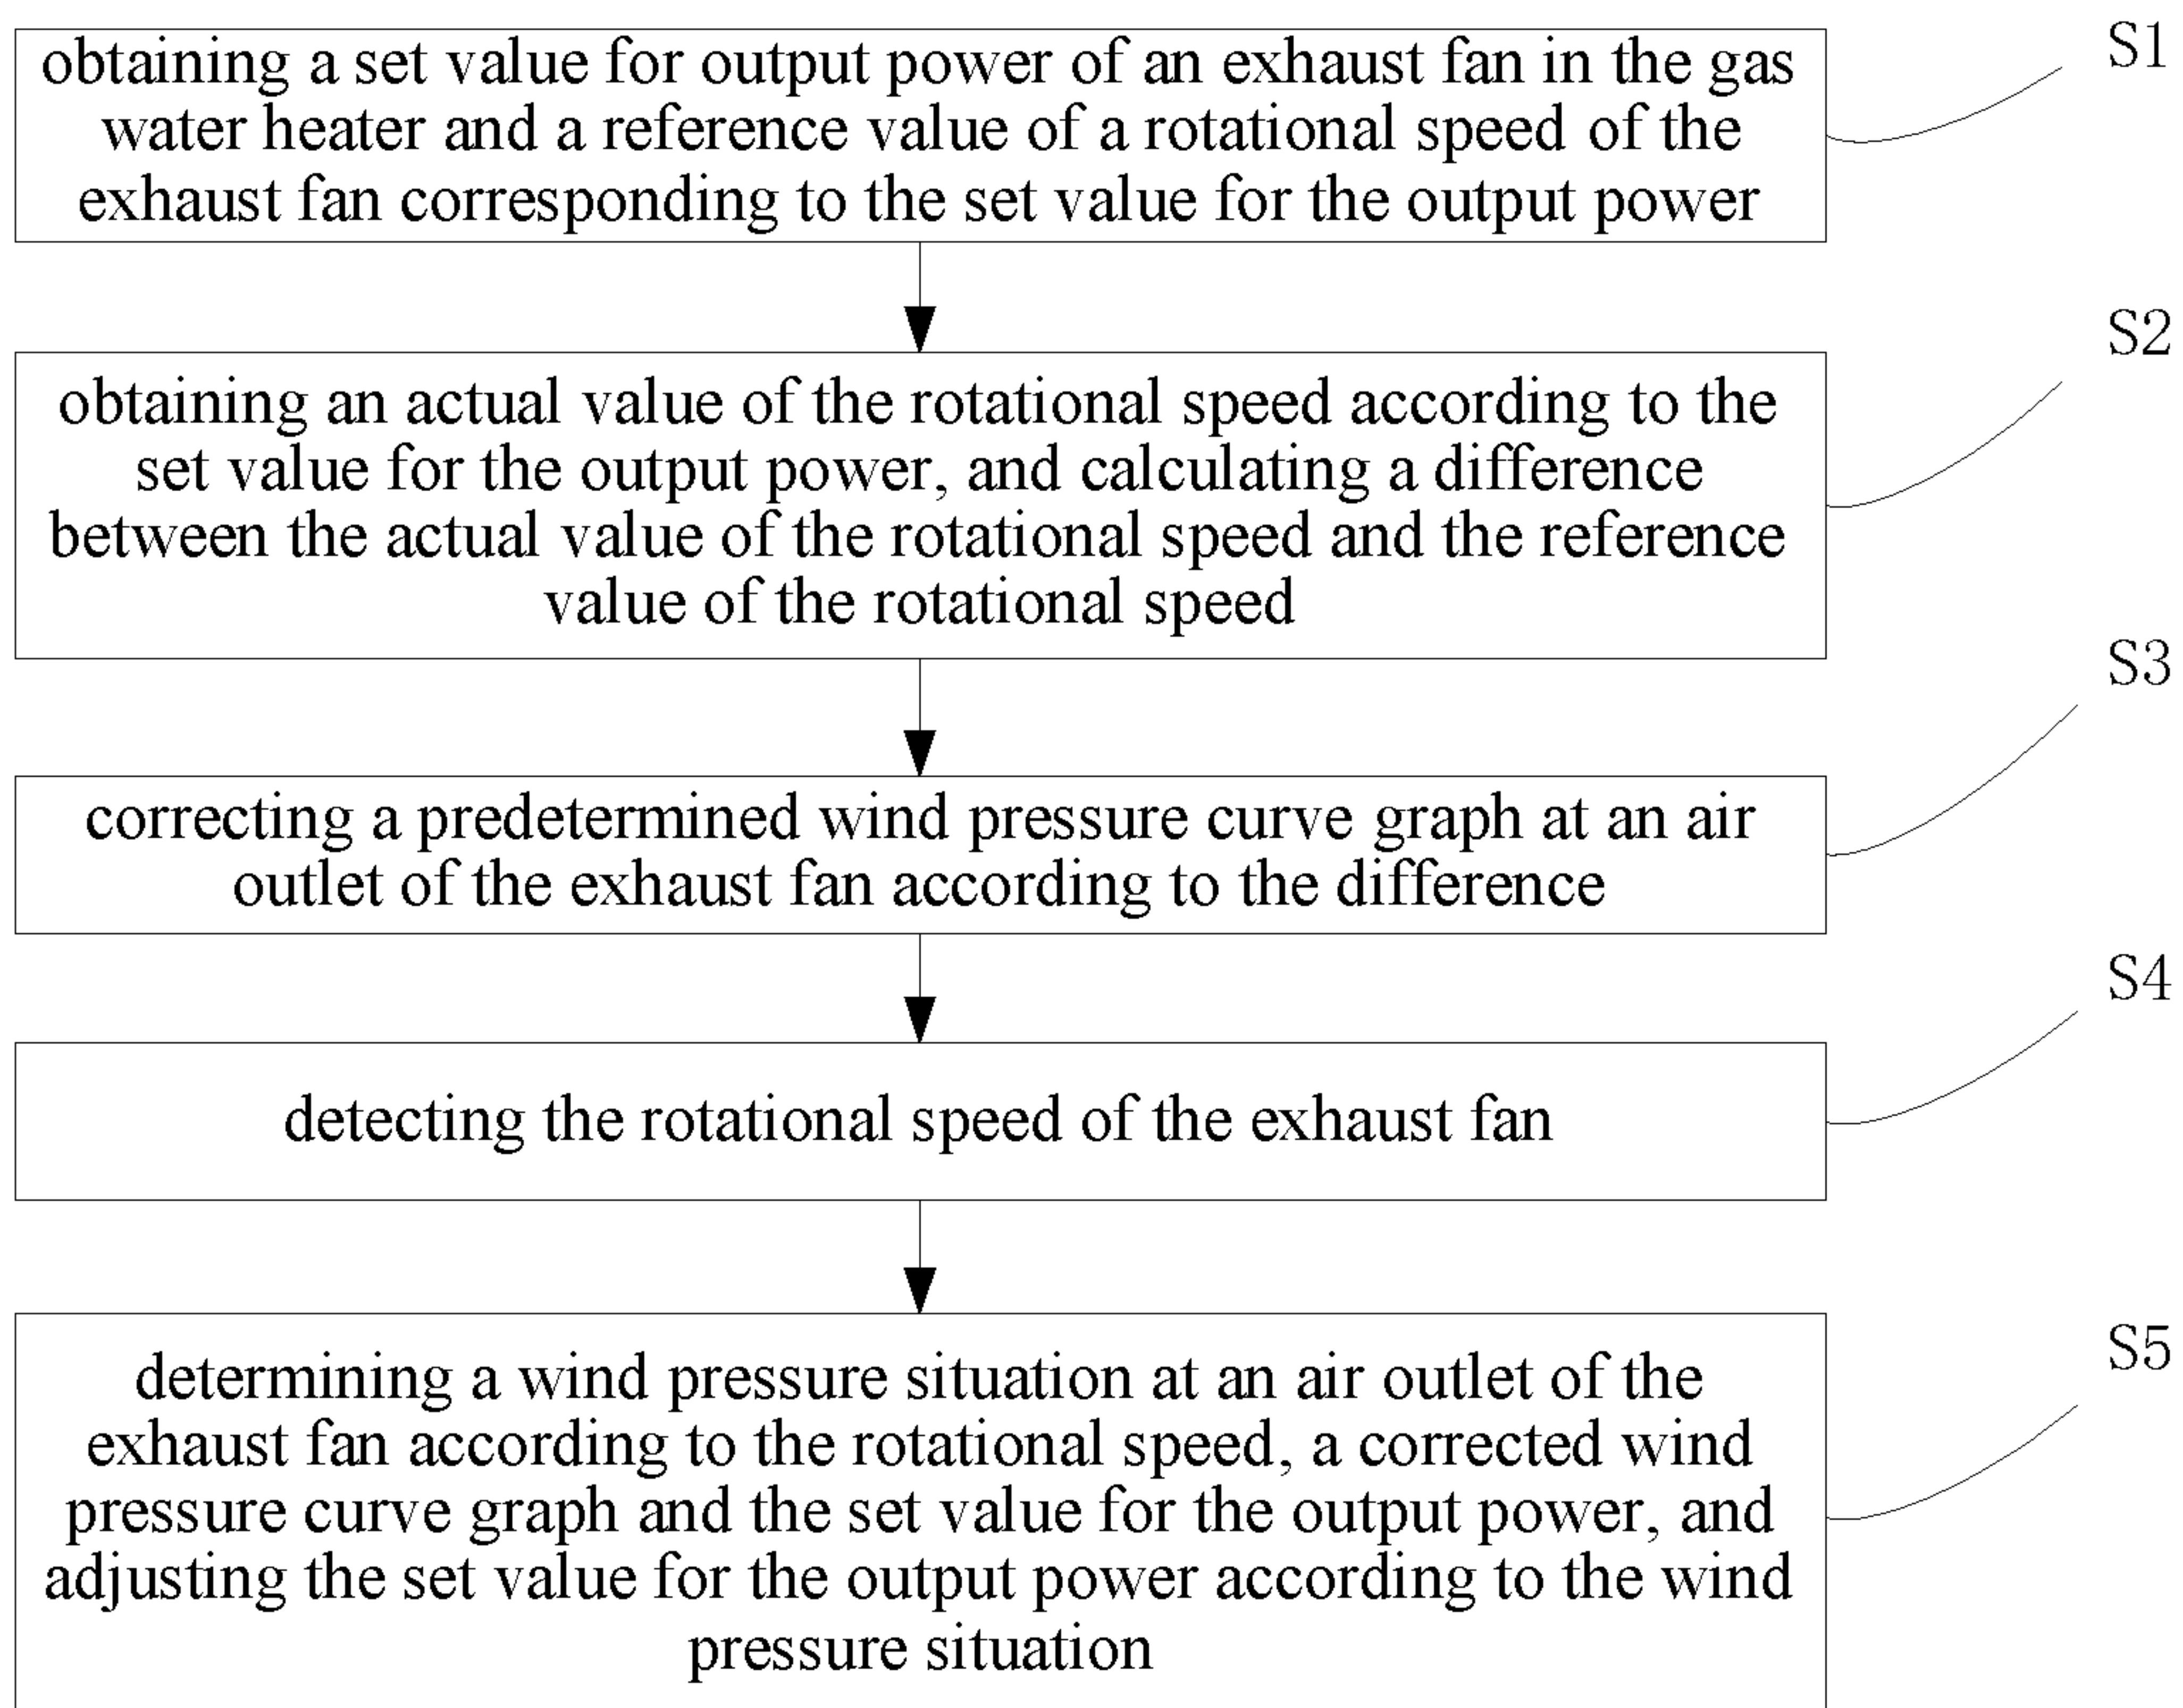 S1
obtaining a set value for output power of an exhaust fan in the gas
water heater and a reference value of a rotational speed of the
exhaust fan corresponding to the set value for the output power
S2
obtaining an actual value of the rotational speed according to the
set value for the output power, and calculating a difference
between the actual value of the rotational speed and the reference
value of the rotational speed
S3
correcting a predetermined wind pressure curve graph at an air
outlet of the exhaust fan according to the difference
S4
detecting the rotational speed of the exhaust fan
S5
determining a wind pressure situation at an air outlet of the
exhaust fan according to the rotational speed, a corrected wind
pressure curve graph and the set value for the output power, and
adjusting the set value for the output power according to the wind
pressure situation